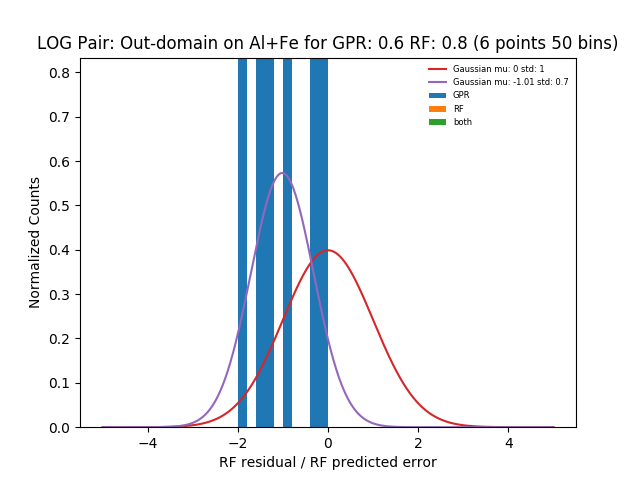 LOG Pair: Out-domain on Al+Fe for GPR: 0.6 RF: 0.8 (6 points 50 bins)
Gaussian mu: 0 std: 1
Gaussian mu: -1.01 std: 0.7
GPR
RF
both
Normalized Counts
0.8
0.7
0.6
0.5
0.4
0.3
0.2
0.1
0.0
−4 −2 0 2 4
RF residual / RF predicted error